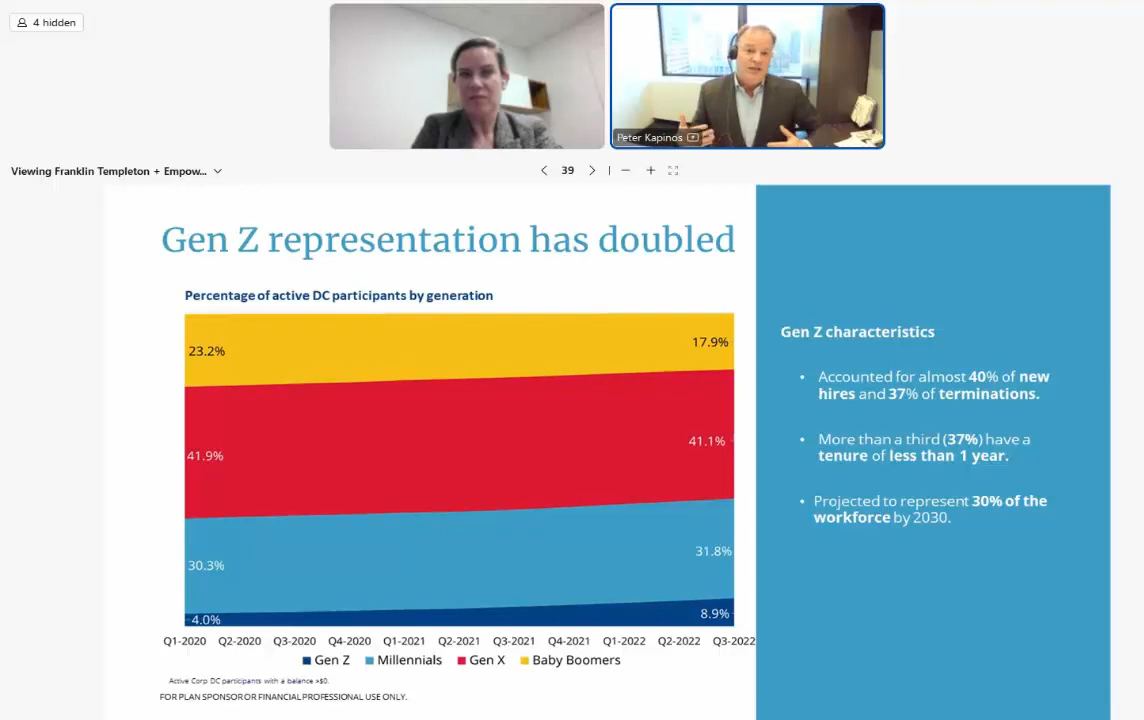 4 hidden
Peter Kapinos
Viewing Franklin Templeton + Empow...
39
Gen Z representation has doubled
Percentage of active DC participants by generation
23.2%
17.9%
41.9%
41.1%
30.3%
31.8%
4.0%
8.9%
Q1-2020 Q2-2020 Q3-2020 Q4-2020 Q1-2021 Q2-2021 Q3-2021 Q4-2021 Q1-2022 Q2-2022 Q3-2022
Gen Z Millennials Gen X Baby Boomers
Active Corp DC participants with a balance >$0.
FOR PLAN SPONSOR OR FINANCIAL PROFESSIONAL USE ONLY.
Gen Z characteristics
• Accounted for almost 40% of new
hires and 37% of terminations.
• More than a third (37%) have a
tenure of less than 1 year.
• Projected to represent 30% of the
workforce by 2030.